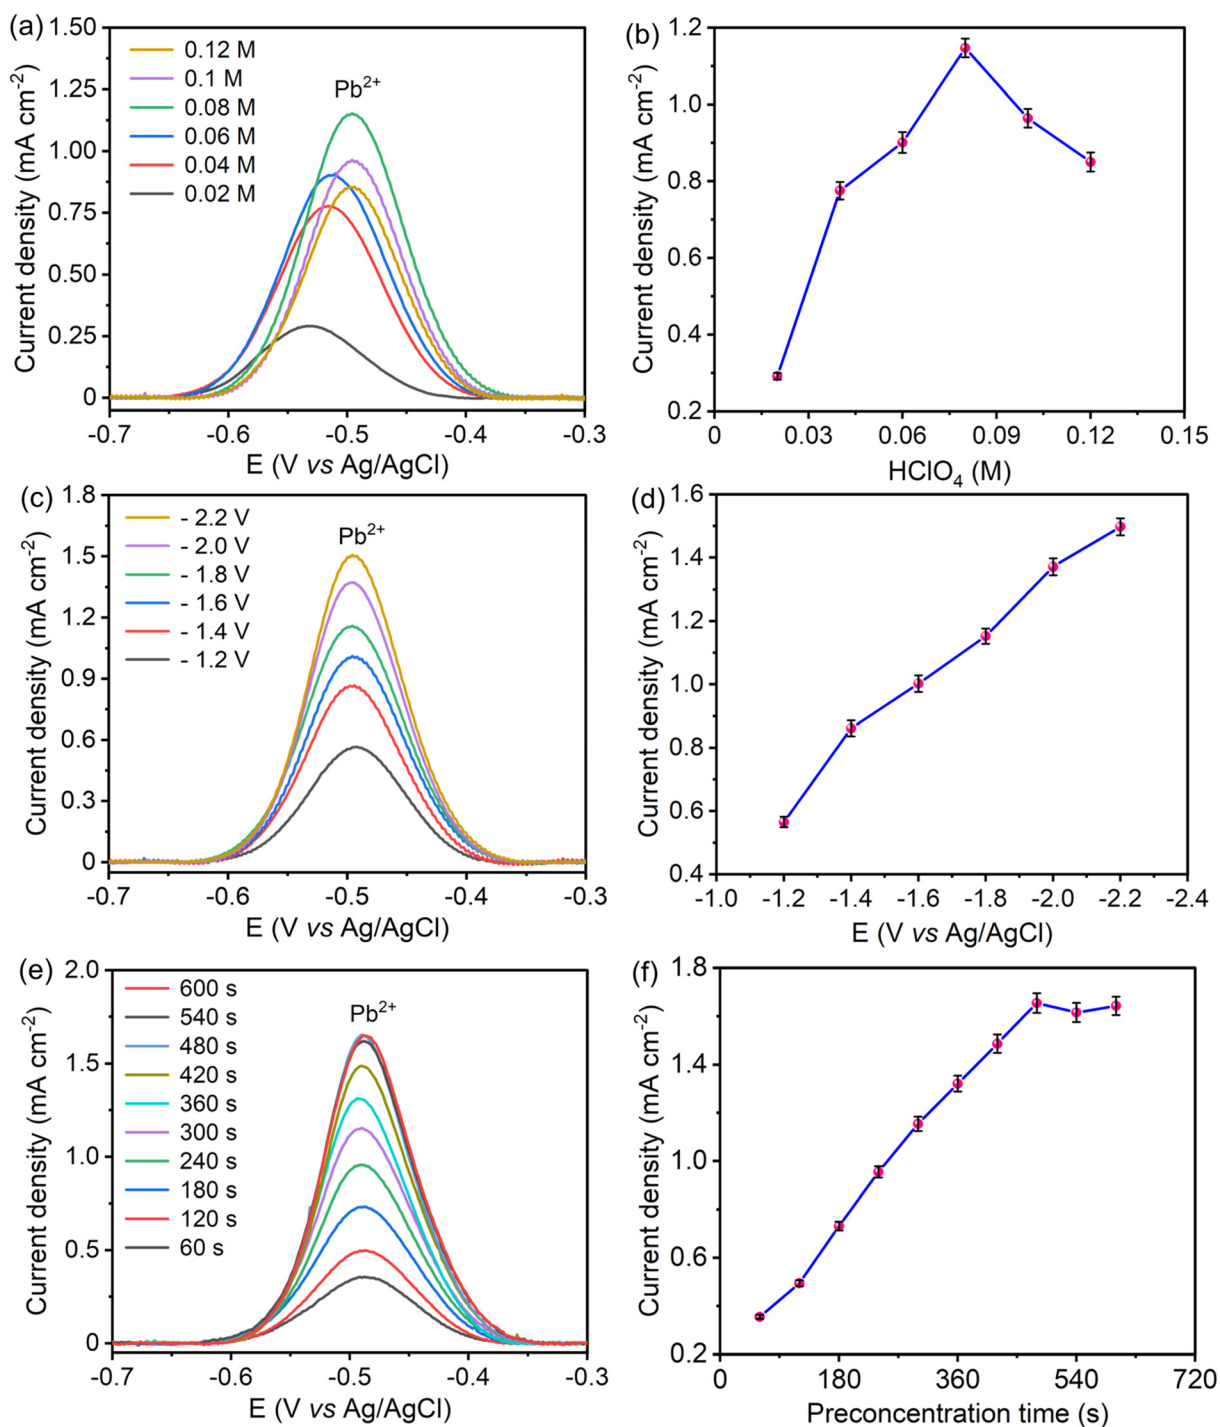 (a)
1.50
1.25
1.00
0.75
0.50
0.25
0
Current density (mA cm⁻²)
0.12 M
0.1 M
0.08 M
0.06 M
0.04 M
0.02 M
Pb²⁺
-0.7 -0.6 -0.5 -0.4 -0.3
E (V vs Ag/AgCl)
(b)
1.2
1.0
0.8
0.6
0.4
0.2
Current density (mA cm⁻²)
0 0.03 0.06 0.09 0.12 0.15
HClO₄ (M)
(c)
1.8
1.5
1.2
0.9
0.6
0.3
0
Current density (mA cm⁻²)
- 2.2 V
- 2.0 V
- 1.8 V
- 1.6 V
- 1.4 V
- 1.2 V
Pb²⁺
-0.7 -0.6 -0.5 -0.4 -0.3
E (V vs Ag/AgCl)
(d)
1.6
1.4
1.2
1.0
0.8
0.6
0.4
Current density (mA cm⁻²)
-1.0 -1.2 -1.4 -1.6 -1.8 -2.0 -2.2 -2.4
E (V vs Ag/AgCl)
(e)
2.0
1.5
1.0
0.5
0
Current density (mA cm⁻²)
600 s
540 s
480 s
420 s
360 s
300 s
240 s
180 s
120 s
60 s
Pb²⁺
-0.7 -0.6 -0.5 -0.4 -0.3
E (V vs Ag/AgCl)
(f)
1.8
1.4
1.0
0.6
0.2
Current density (mA cm⁻²)
0 180 360 540 720
Preconcentration time (s)